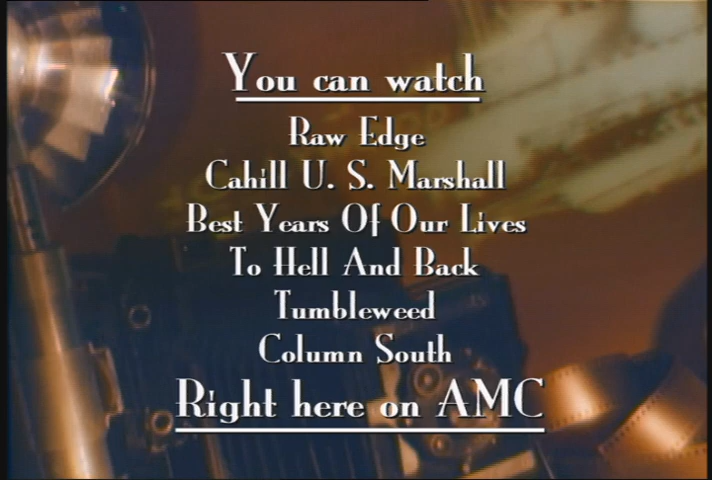 You can watch
Raw Edge
Cahill U. S. Marshall
Best Years Of Our Lives
To Hell And Back
Tumbleweed
Column South
Right here on AMC